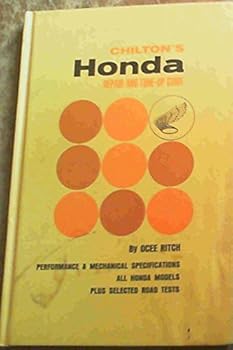 CHILTON'S
Honda
REPAIR AND TUNE-UP GUIDE
By OCEE RITCH
PERFORMANCE & MECHANICAL SPECIFICATIONS
ALL HONDA MODELS
PLUS SELECTED ROAD TESTS